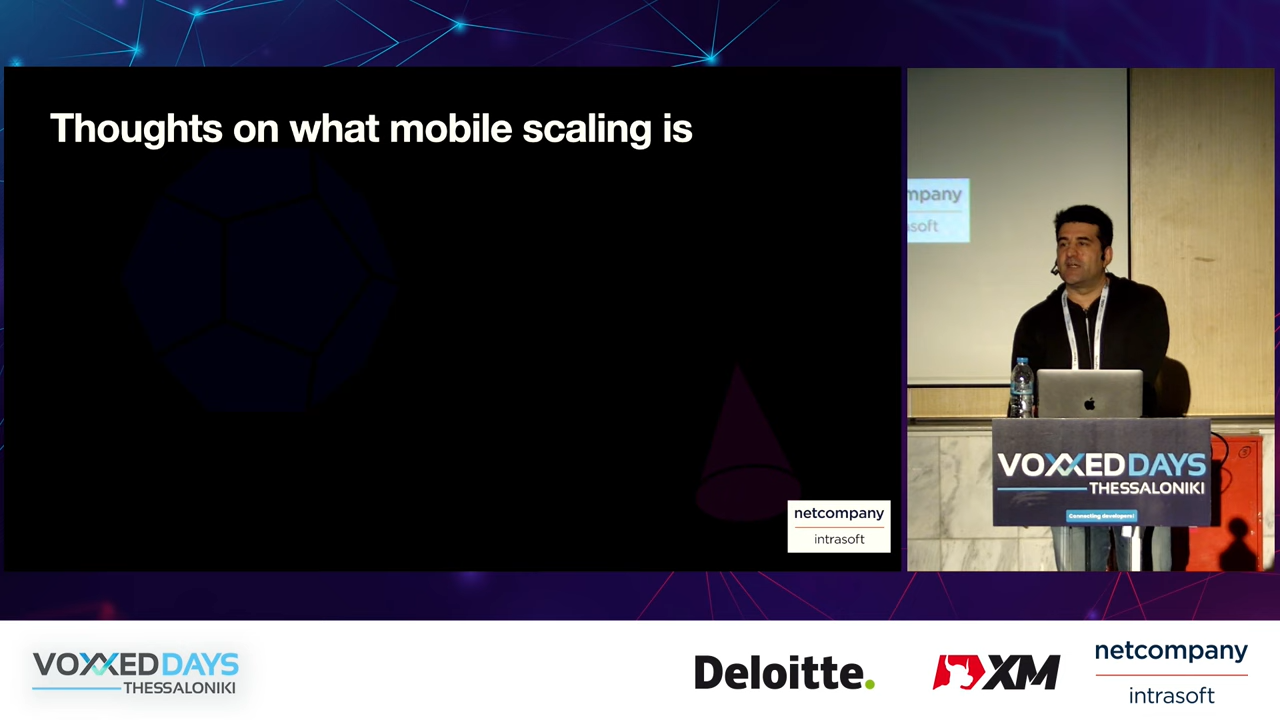 Thoughts on what mobile scaling is
netcompany
intrasoft
mpany
soft
VOXXED DAYS
THESSALONIKI
Connecting developers!
VOXXED DAYS
THESSALONIKI
Deloitte.
XM
netcompany
intrasoft